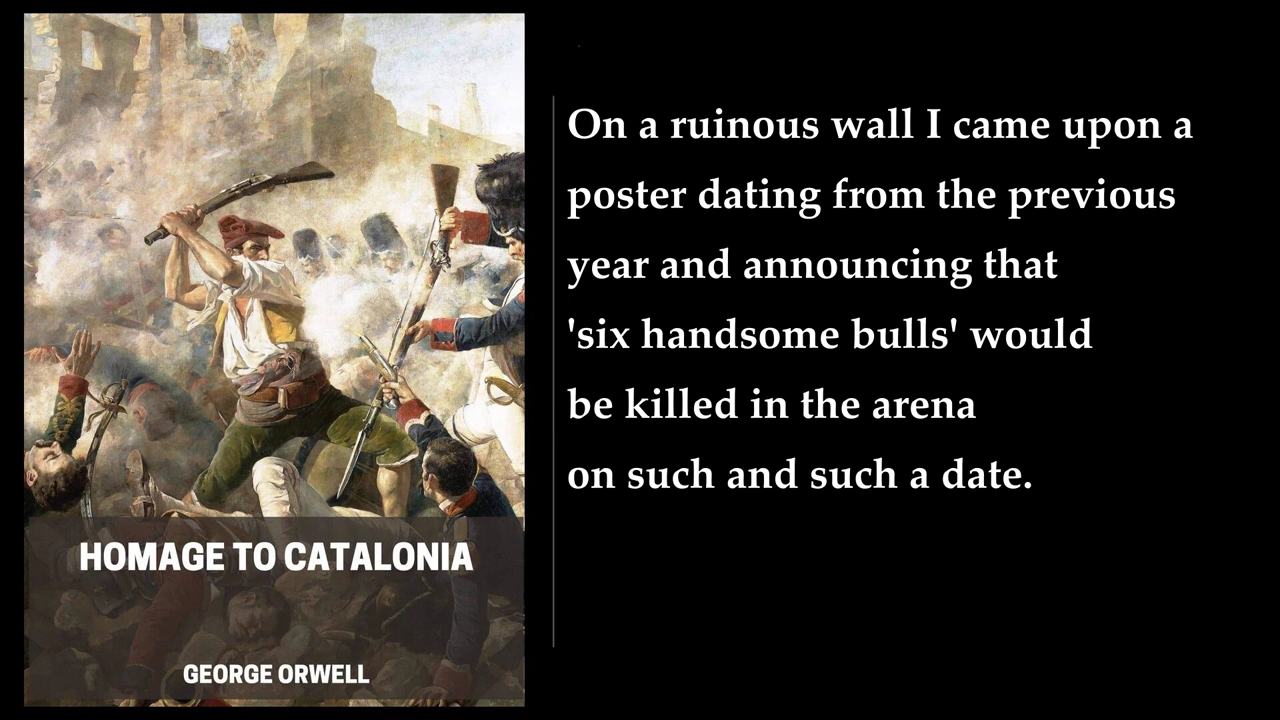 On a ruinous wall I came upon a
poster dating from the previous
year and announcing that
'six handsome bulls' would
be killed in the arena
on such and such a date.
HOMAGE TO CATALONIA
GEORGE ORWELL